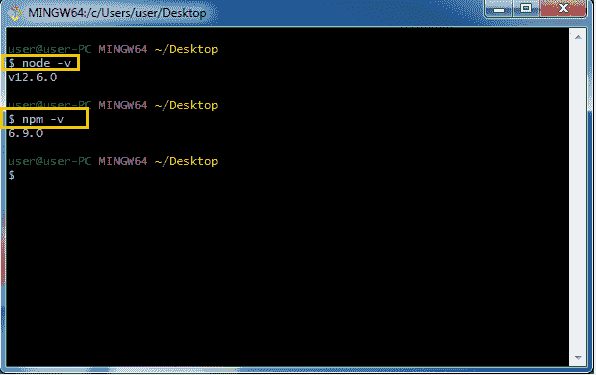 MINGW64:/c/Users/user/Desktop
user@user-PC MINGW64 ~/Desktop
$ node -v
v12.6.0
user@user-PC MINGW64 ~/Desktop
$ npm -v
6.9.0
user@user-PC MINGW64 ~/Desktop
$